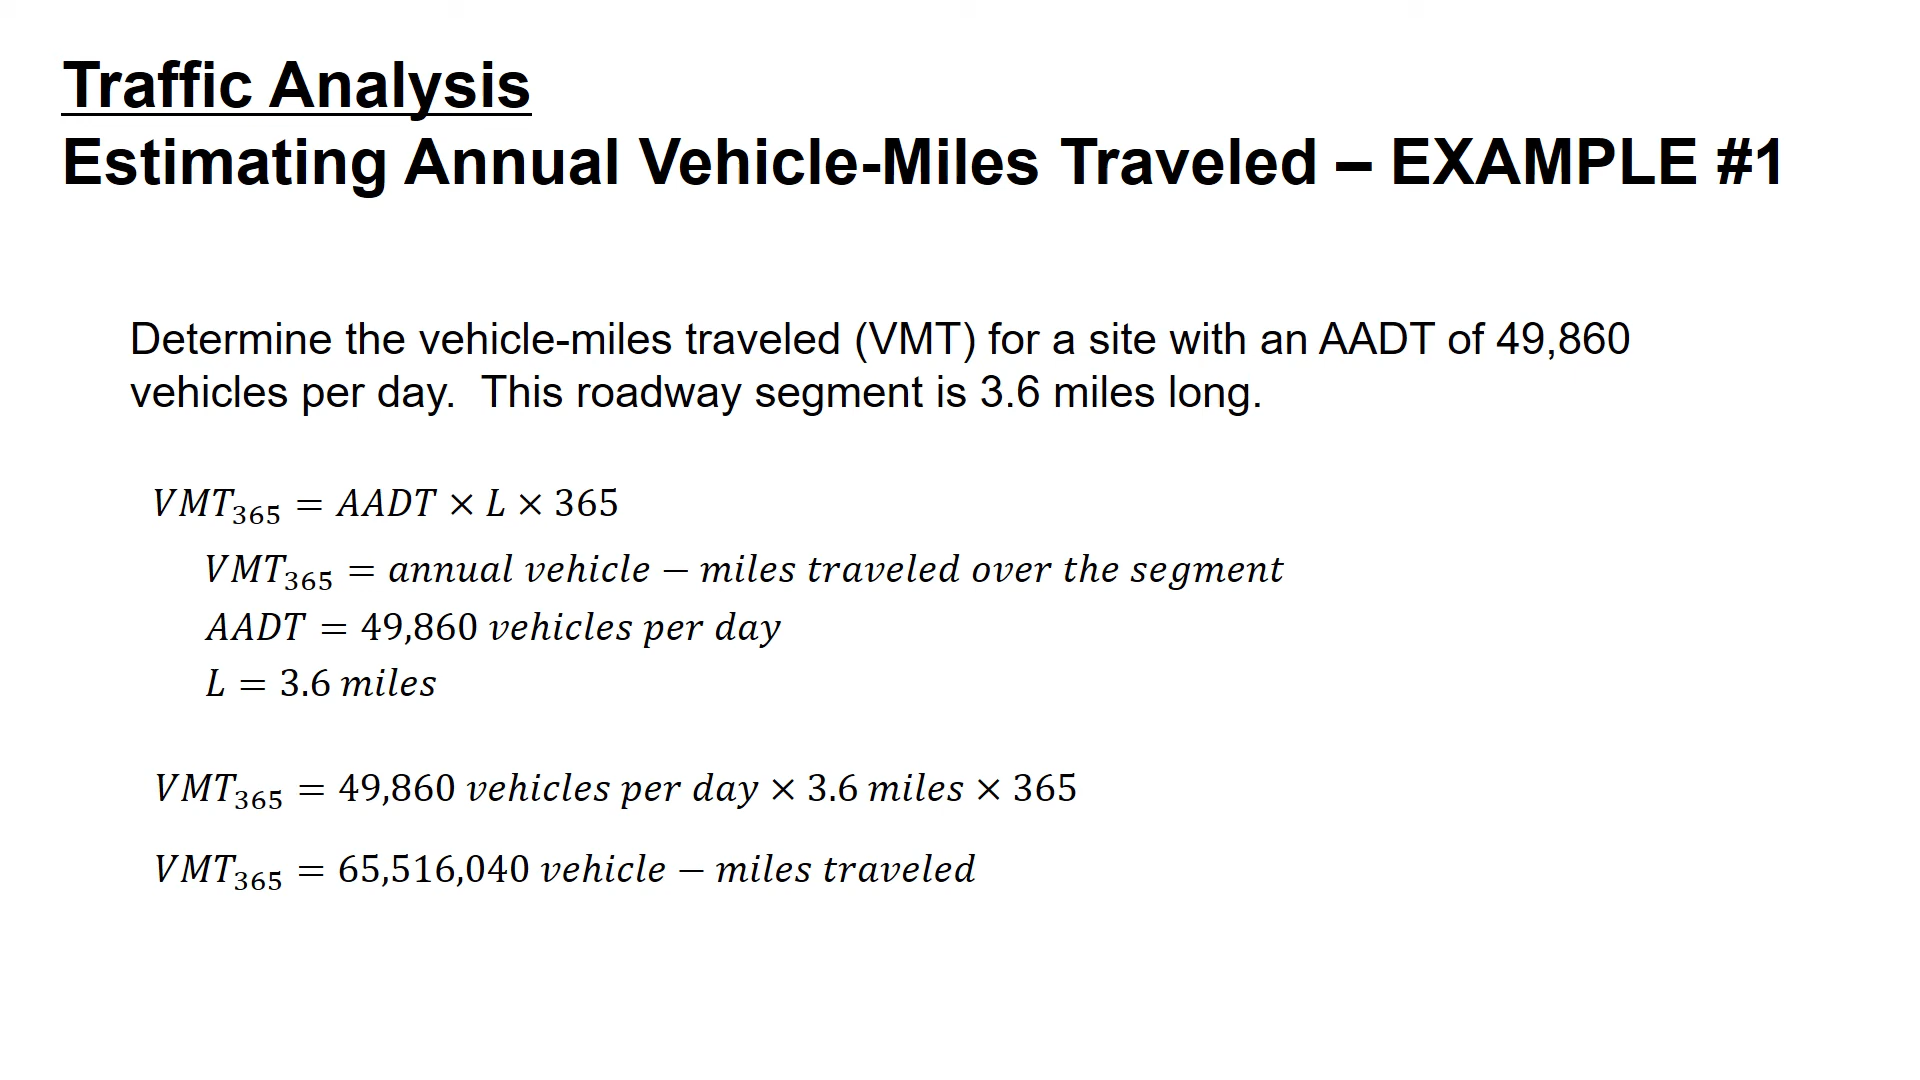 Traffic Analysis
Estimating Annual Vehicle-Miles Traveled – EXAMPLE #1
Determine the vehicle-miles traveled (VMT) for a site with an AADT of 49,860
vehicles per day.  This roadway segment is 3.6 miles long.
VMT₃₆₅ = AADT × L × 365
VMT₃₆₅ = annual vehicle − miles traveled over the segment
AADT = 49,860 vehicles per day
L = 3.6 miles
VMT₃₆₅ = 49,860 vehicles per day × 3.6 miles × 365
VMT₃₆₅ = 65,516,040 vehicle − miles traveled